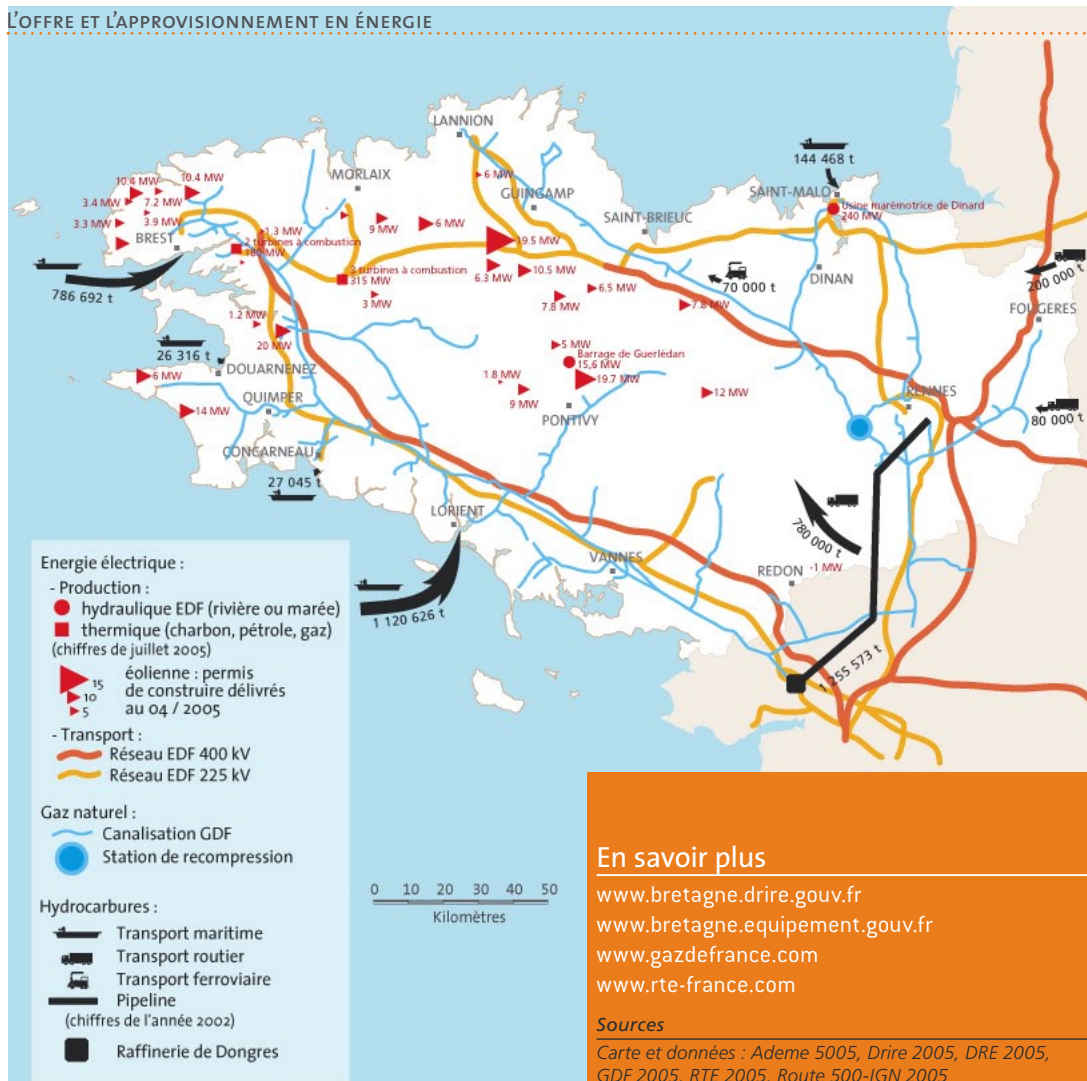 L'OFFRE ET L'APPROVISIONNEMENT EN ÉNERGIE
LANNION
144 468 t
MORLAIX
6 MW
GUINGAMP
SAINT-MALO
Usine marémotrice de Dinard
240 MW
SAINT-BRIEUC
10.4 MW
10.4 MW
3.4 MW
7.2 MW
3.3 MW
3.9 MW
BREST
1.3 MW
2 turbines à combustion
180 MW
9 MW
6 MW
19.5 MW
3 turbines à combustion
315 MW
3 MW
6.3 MW
10.5 MW
6.5 MW
7.8 MW
7.8 MW
70 000 t
DINAN
200 000 t
FOUGERES
786 692 t
1.2 MW
20 MW
26 316 t
DOUARNENEZ
6 MW
QUIMPER
14 MW
5 MW
Barrage de Guerlédan
15,6 MW
19.7 MW
1.8 MW
9 MW
12 MW
PONTIVY
RENNES
80 000 t
CONCARNEAU
27 045 t
LORIENT
780 000 t
VANNES
REDON
1 MW
1 120 626 t
1 255 573 t
Energie électrique :
- Production :
hydraulique EDF (rivière ou marée)
thermique (charbon, pétrole, gaz)
(chiffres de juillet 2005)
15
10
5
éolienne : permis
de construire délivrés
au 04 / 2005
- Transport :
Réseau EDF 400 kV
Réseau EDF 225 kV
Gaz naturel :
Canalisation GDF
Station de recompression
Hydrocarbures :
Transport maritime
Transport routier
Transport ferroviaire
Pipeline
(chiffres de l'année 2002)
Raffinerie de Dongres
0 10 20 30 40 50
Kilomètres
En savoir plus
www.bretagne.drire.gouv.fr
www.bretagne.equipement.gouv.fr
www.gazdefrance.com
www.rte-france.com
Sources
Carte et données : Ademe 5005, Drire 2005, DRE 2005,
GDF 2005, RTE 2005, Route 500-IGN 2005